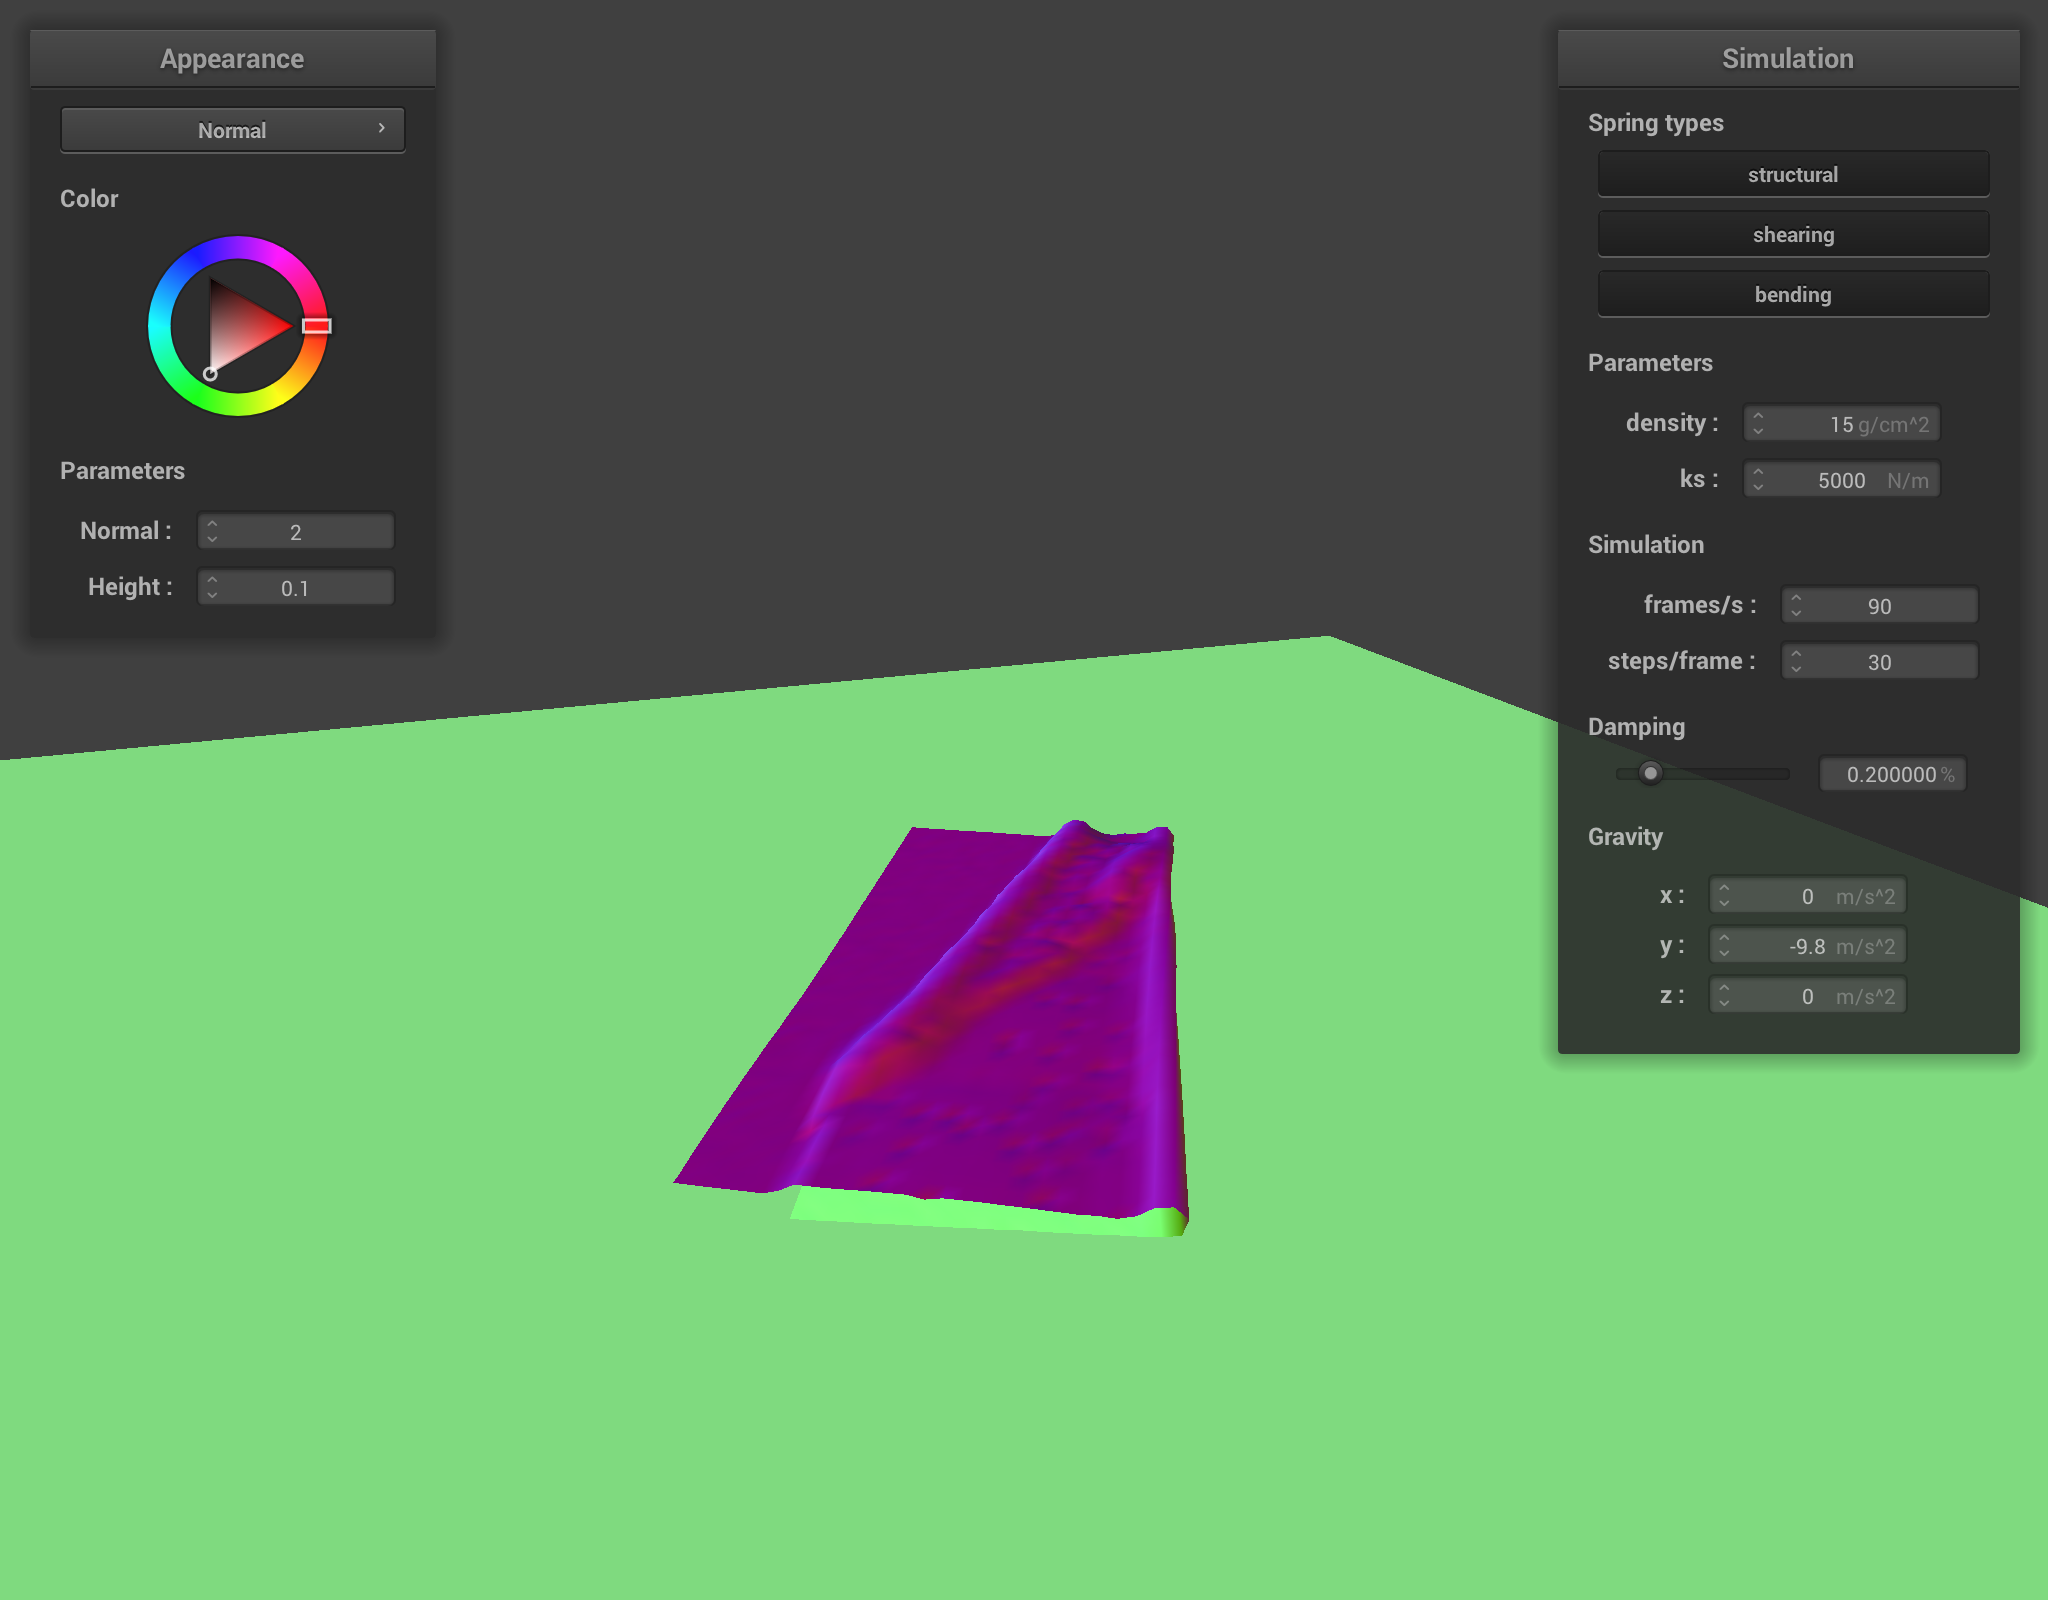 Appearance
Normal
Color
Parameters
Normal : 2
Height : 0.1
Simulation
Spring types
structural
shearing
bending
Parameters
density : 15 g/cm^2
ks : 5000 N/m
Simulation
frames/s : 90
steps/frame : 30
Damping
0.200000 %
Gravity
x : 0 m/s^2
y : -9.8 m/s^2
z : 0 m/s^2